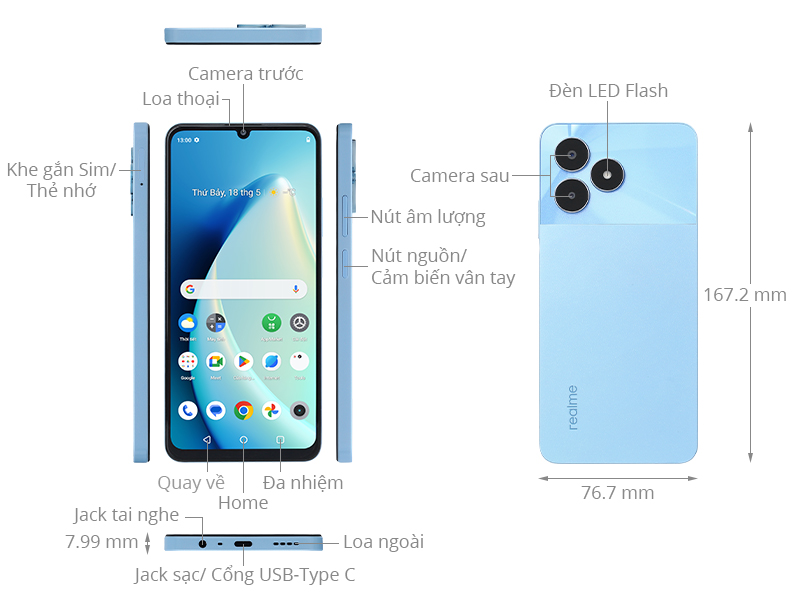 Camera trước
Loa thoại
Đèn LED Flash
13:00
Khe gắn Sim/
Thẻ nhớ
Camera sau
Thứ Bảy, 18 thg 5
Nút âm lượng
Nút nguồn/
Cảm biến vân tay
167.2 mm
Google
Meet
realme
Quay về
Home
Đa nhiệm
76.7 mm
Jack tai nghe
7.99 mm
Loa ngoài
Jack sạc/ Cổng USB-Type C